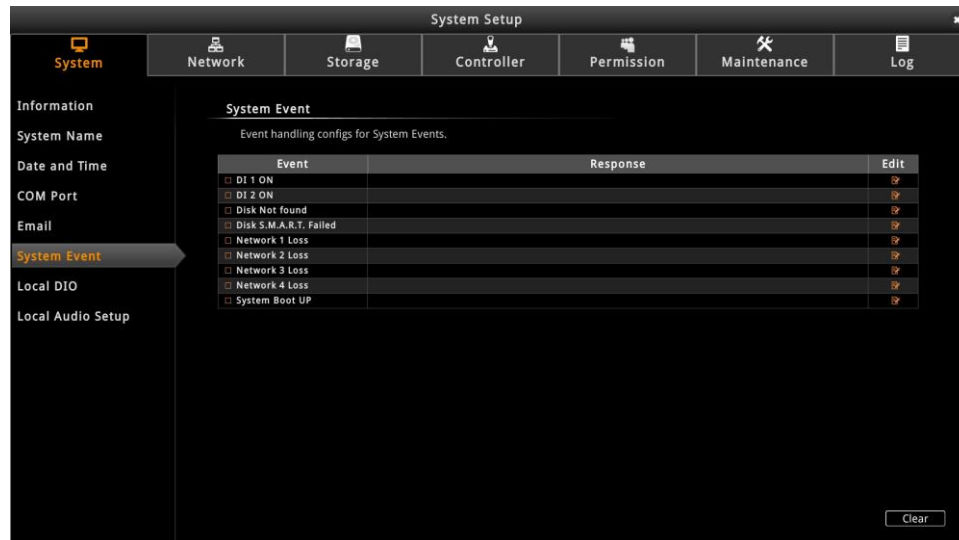 System Setup
System Network Storage Controller Permission Maintenance Log
Information
System Name
Date and Time
COM Port
Email
System Event
Local DIO
Local Audio Setup
System Event
Event handling configs for System Events.
Event Response Edit
DI 1 ON
DI 2 ON
Disk Not found
Disk S.M.A.R.T. Failed
Network 1 Loss
Network 2 Loss
Network 3 Loss
Network 4 Loss
System Boot UP
Clear